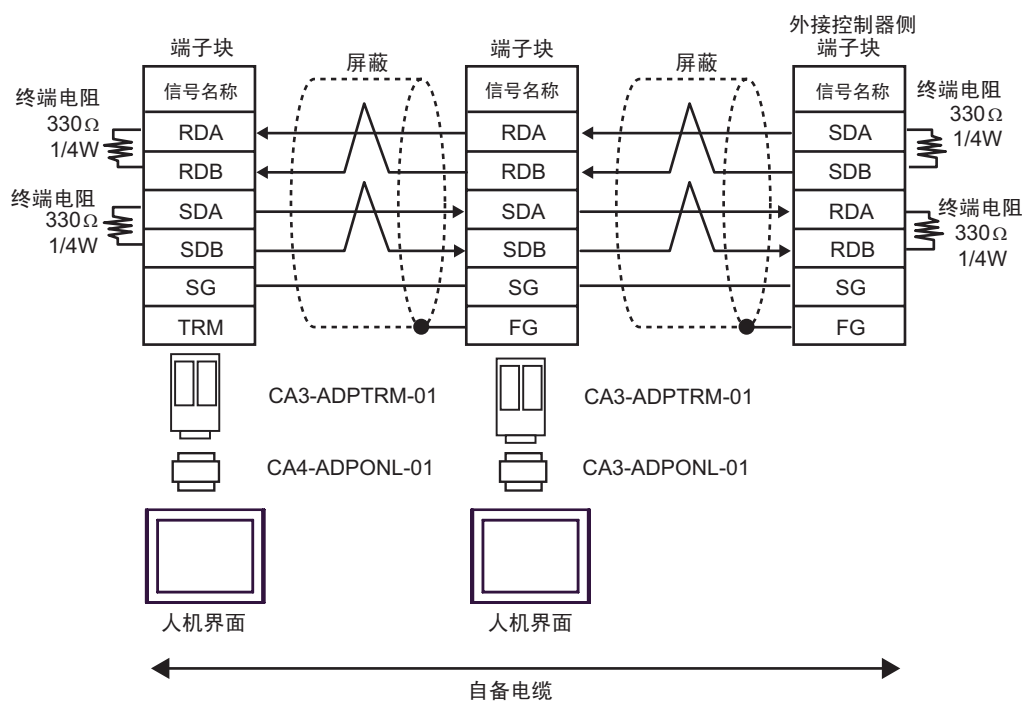 外接控制器侧
端子块
端子块
端子块
屏蔽
屏蔽
信号名称
信号名称
信号名称
终端电阻
330Ω
1/4W
终端电阻
330Ω
1/4W
RDA
RDA
SDA
RDB
RDB
SDB
终端电阻
330Ω
1/4W
终端电阻
330Ω
1/4W
SDA
SDA
RDA
SDB
SDB
RDB
SG
SG
SG
TRM
FG
FG
CA3-ADPTRM-01
CA3-ADPTRM-01
CA4-ADPONL-01
CA3-ADPONL-01
人机界面
人机界面
自备电缆